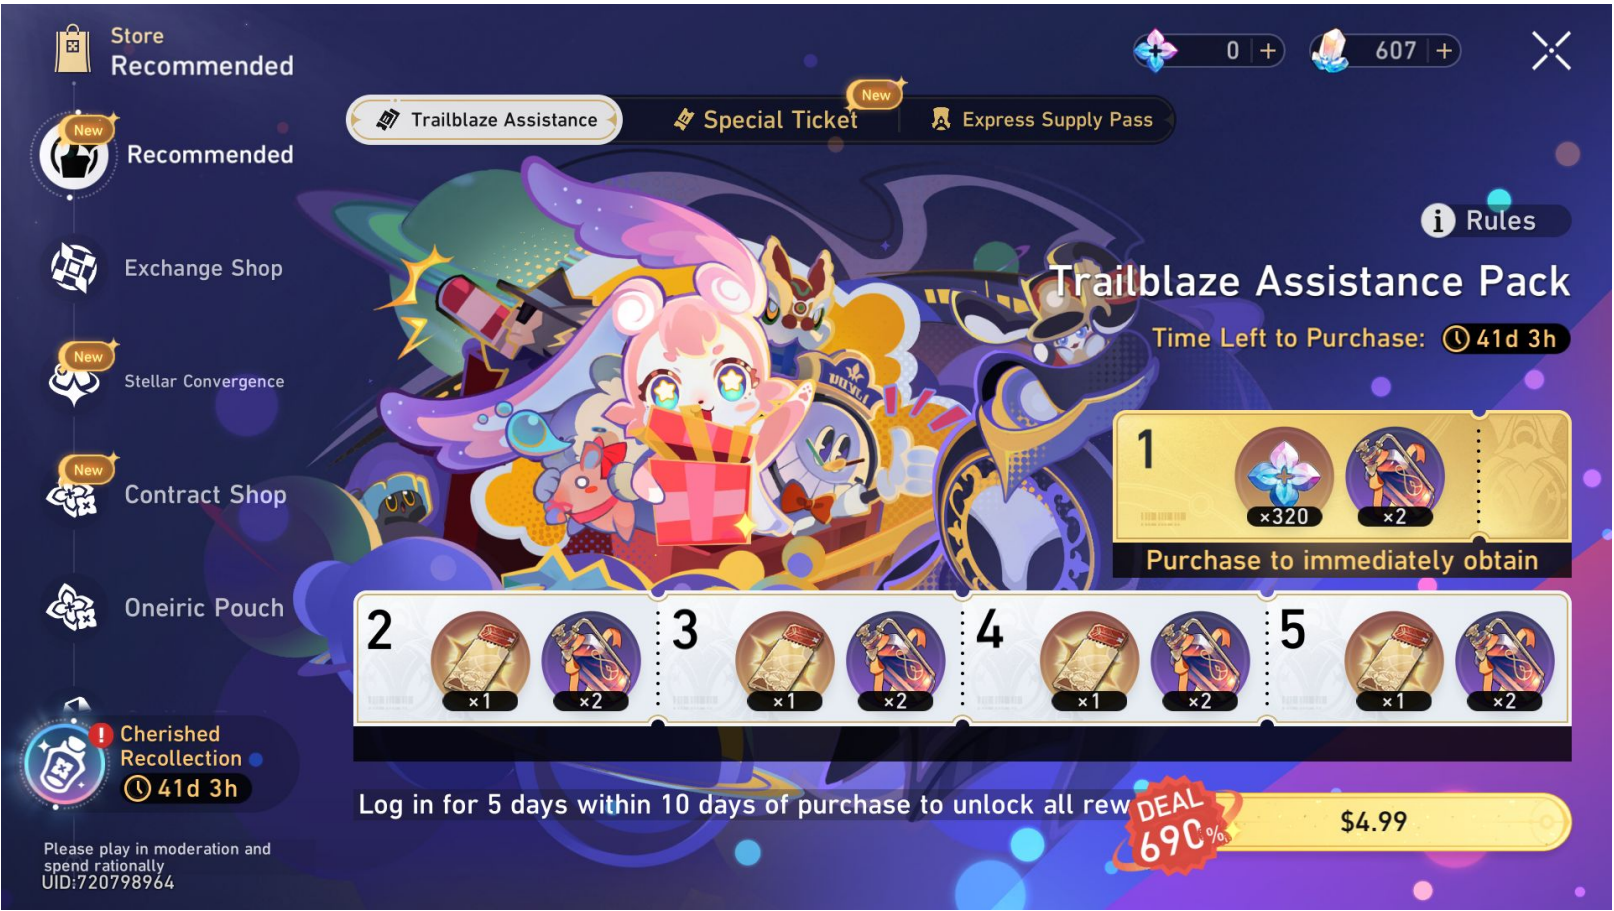 Store
Recommended
0 +
607 +
New
Recommended
Trailblaze Assistance
New
Special Ticket
Express Supply Pass
Exchange Shop
New
Stellar Convergence
New
Contract Shop
Oneiric Pouch
!
Cherished
Recollection
41d 3h
Please play in moderation and
spend rationally
UID:720798964
i Rules
Trailblaze Assistance Pack
Time Left to Purchase: 41d 3h
1
×320
×2
Purchase to immediately obtain
2
×1
×2
3
×1
×2
4
×1
×2
5
×1
×2
Log in for 5 days within 10 days of purchase to unlock all rew
DEAL
690%
$4.99